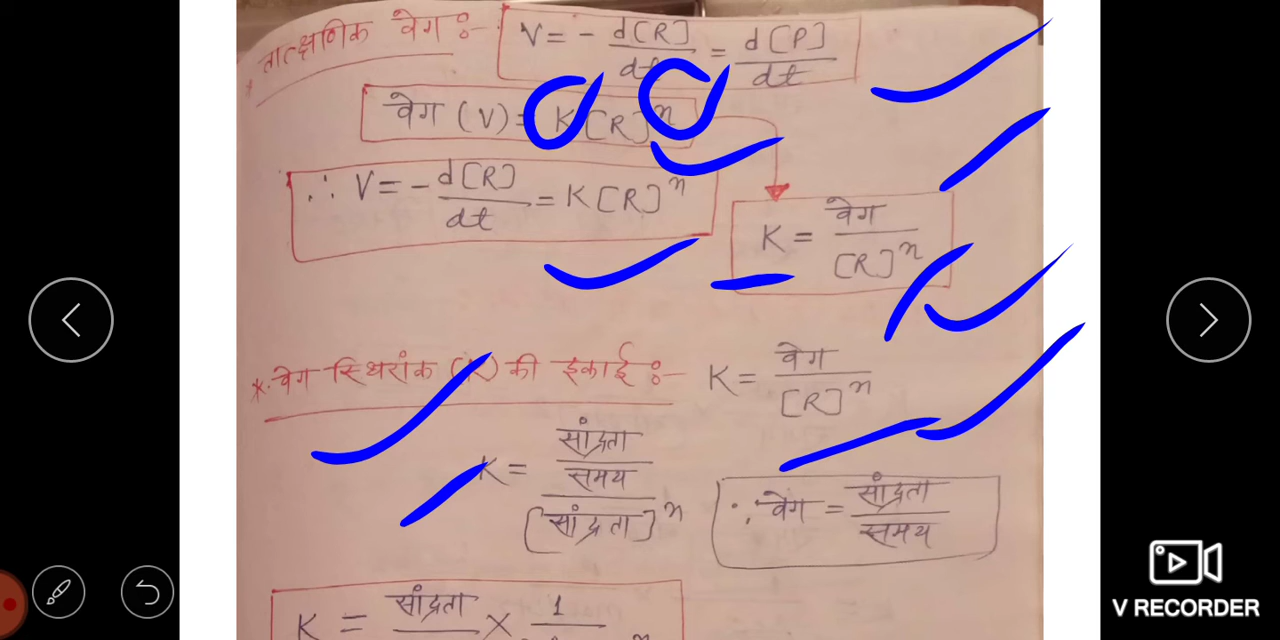 तात्क्षणिक वेग :- V = - d[R]/dt = d[P]/dt
वेग (V) = K[R]^n
∴ V = - d[R]/dt = K[R]^n
K = वेग/[R]^n
* वेग स्थिरांक (K) की इकाई :- K = वेग/[R]^n
K = सांद्रता/समय/[सांद्रता]^n
∵ वेग = सांद्रता/समय
K = सांद्रता × 1
V RECORDER